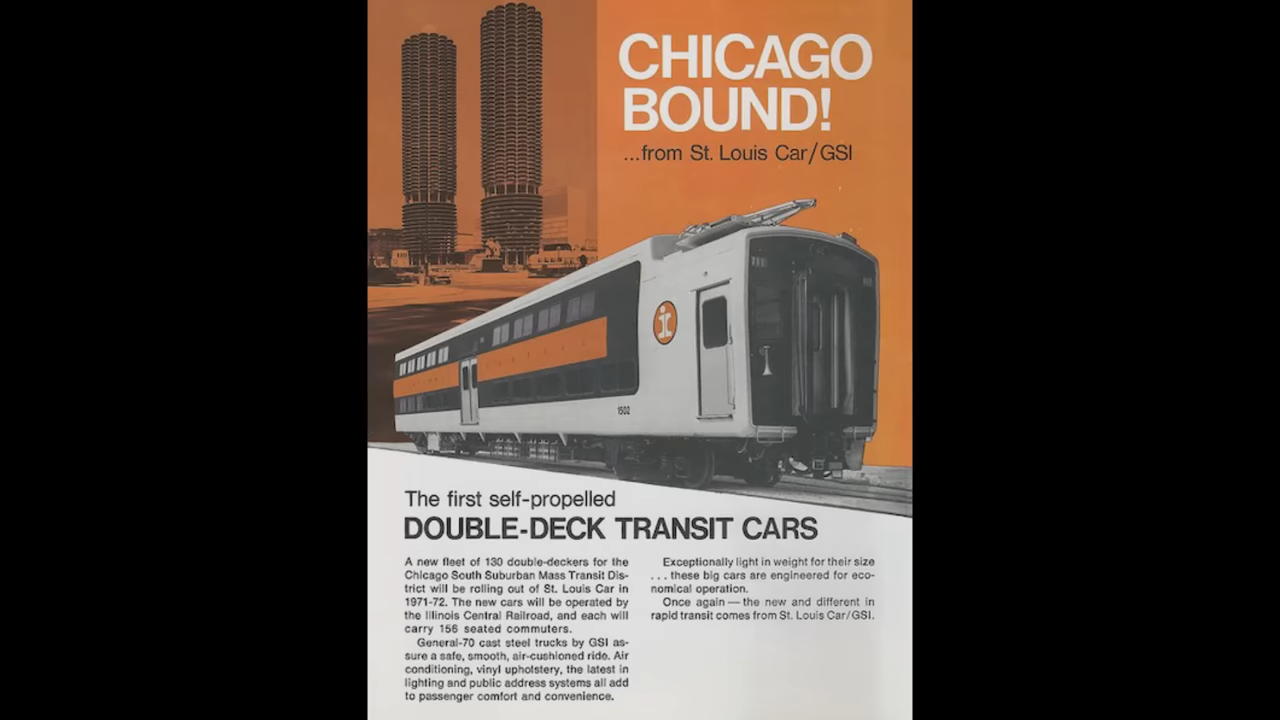 CHICAGO
BOUND!
...from St. Louis Car/GSI
ic
1502
The first self-propelled
DOUBLE-DECK TRANSIT CARS
A new fleet of 130 double-deckers for the
Chicago South Suburban Mass Transit Dis-
trict will be rolling out of St. Louis Car in
1971-72. The new cars will be operated by
the Illinois Central Railroad, and each will
carry 156 seated commuters.
General-70 cast steel trucks by GSI as-
sure a safe, smooth, air-cushioned ride. Air
conditioning, vinyl upholstery, the latest in
lighting and public address systems all add
to passenger comfort and convenience.
Exceptionally light in weight for their size
. . . these big cars are engineered for eco-
nomical operation.
Once again — the new and different in
rapid transit comes from St. Louis Car/GSI.